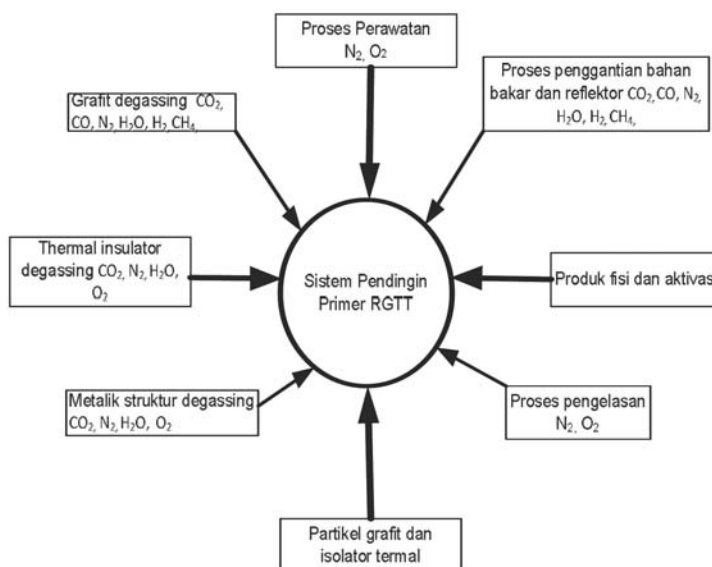 Proses Perawatan
N₂, O₂
Proses penggantian bahan
bakar dan reflektor CO₂, CO, N₂,
H₂O, H₂, CH₄,
Grafit degassing CO₂,
CO, N₂, H₂O, H₂, CH₄,
Thermal insulator
degassing CO₂, N₂, H₂O,
O₂
Sistem Pendingin
Primer RGTT
Produk fisi dan aktivas
Metalik struktur degassing
CO₂, N₂, H₂O, O₂
Proses pengelasan
N₂, O₂
Partikel grafit dan
isolator termal